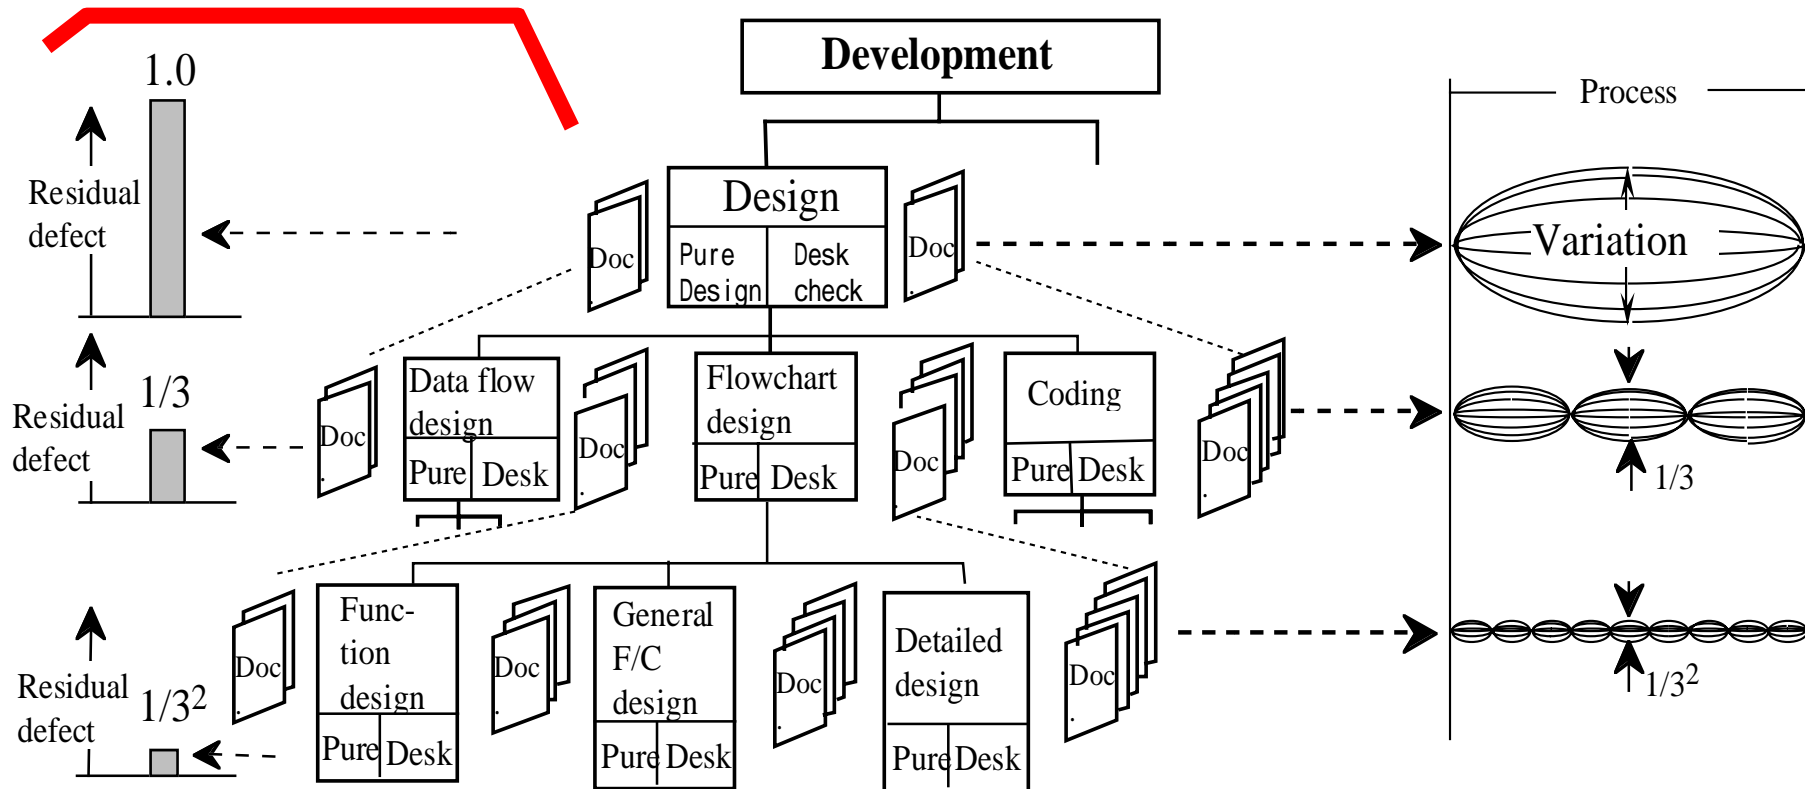 Development
1.0
Process
Residual
defect
Doc
Design
Pure
Design
Desk
check
Doc
Variation
Residual
defect
1/3
Doc
Data flow
design
Pure
Desk
Doc
Flowchart
design
Pure
Desk
Doc
Coding
Pure
Desk
Doc
1/3
Residual
defect
1/3²
Doc
Func-
tion
design
Pure
Desk
Doc
General
F/C
design
Pure
Desk
Doc
Detailed
design
Pure
Desk
Doc
1/3²